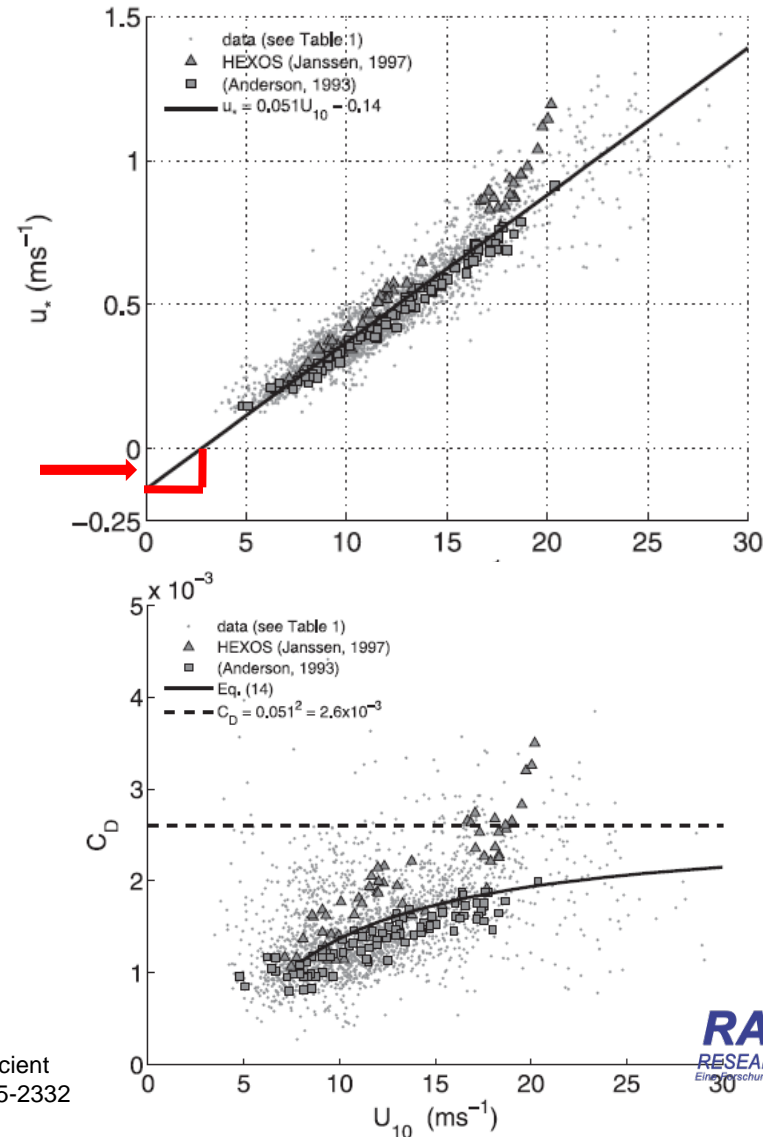 1.5
data (see Table 1)
HEXOS (Janssen, 1997)
(Anderson, 1993)
u* = 0.051U10 − 0.14
1
u* (ms−1)
0.5
0
−0.25
0 5 10 15 20 25 30
x 10−3
5
data (see Table 1)
HEXOS (Janssen, 1997)
(Anderson, 1993)
Eq. (14)
CD = 0.051² = 2.6x10−3
4
3
CD
2
1
0
0 5 10 15 20 25 30
U10 (ms−1)
cient
5-2332
RA
RESEAR
Eine Forschun